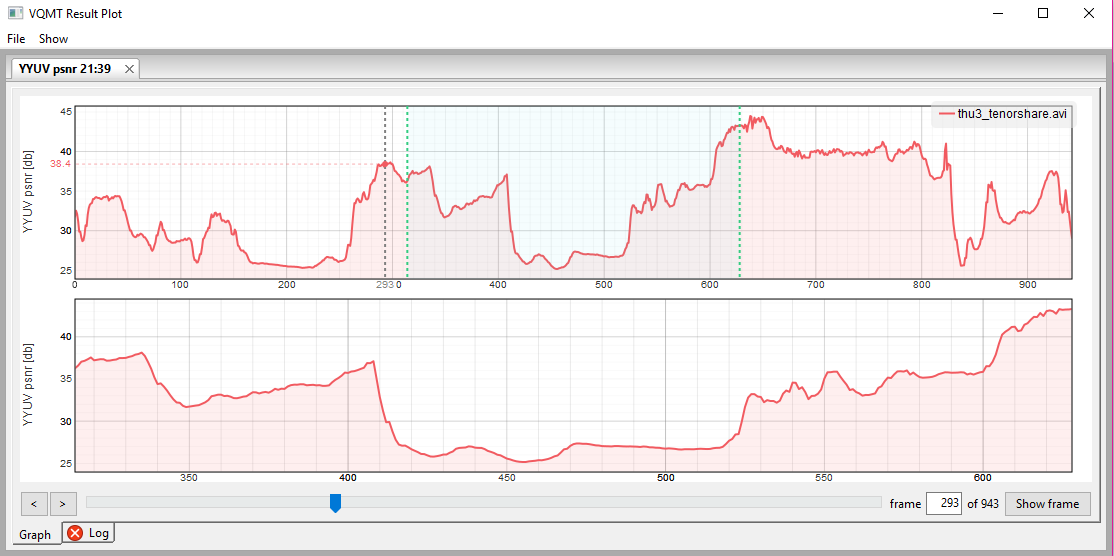 VQMT Result Plot
File Show
YYUV psnr 21:39
45
40
38.4
35
30
25
YYUV psnr [db]
thu3_tenorshare.avi
0 100 200 293 0 400 500 600 700 800 900
40
35
30
25
YYUV psnr [db]
350 400 450 500 550 600
< > frame 293 of 943 Show frame
Graph Log